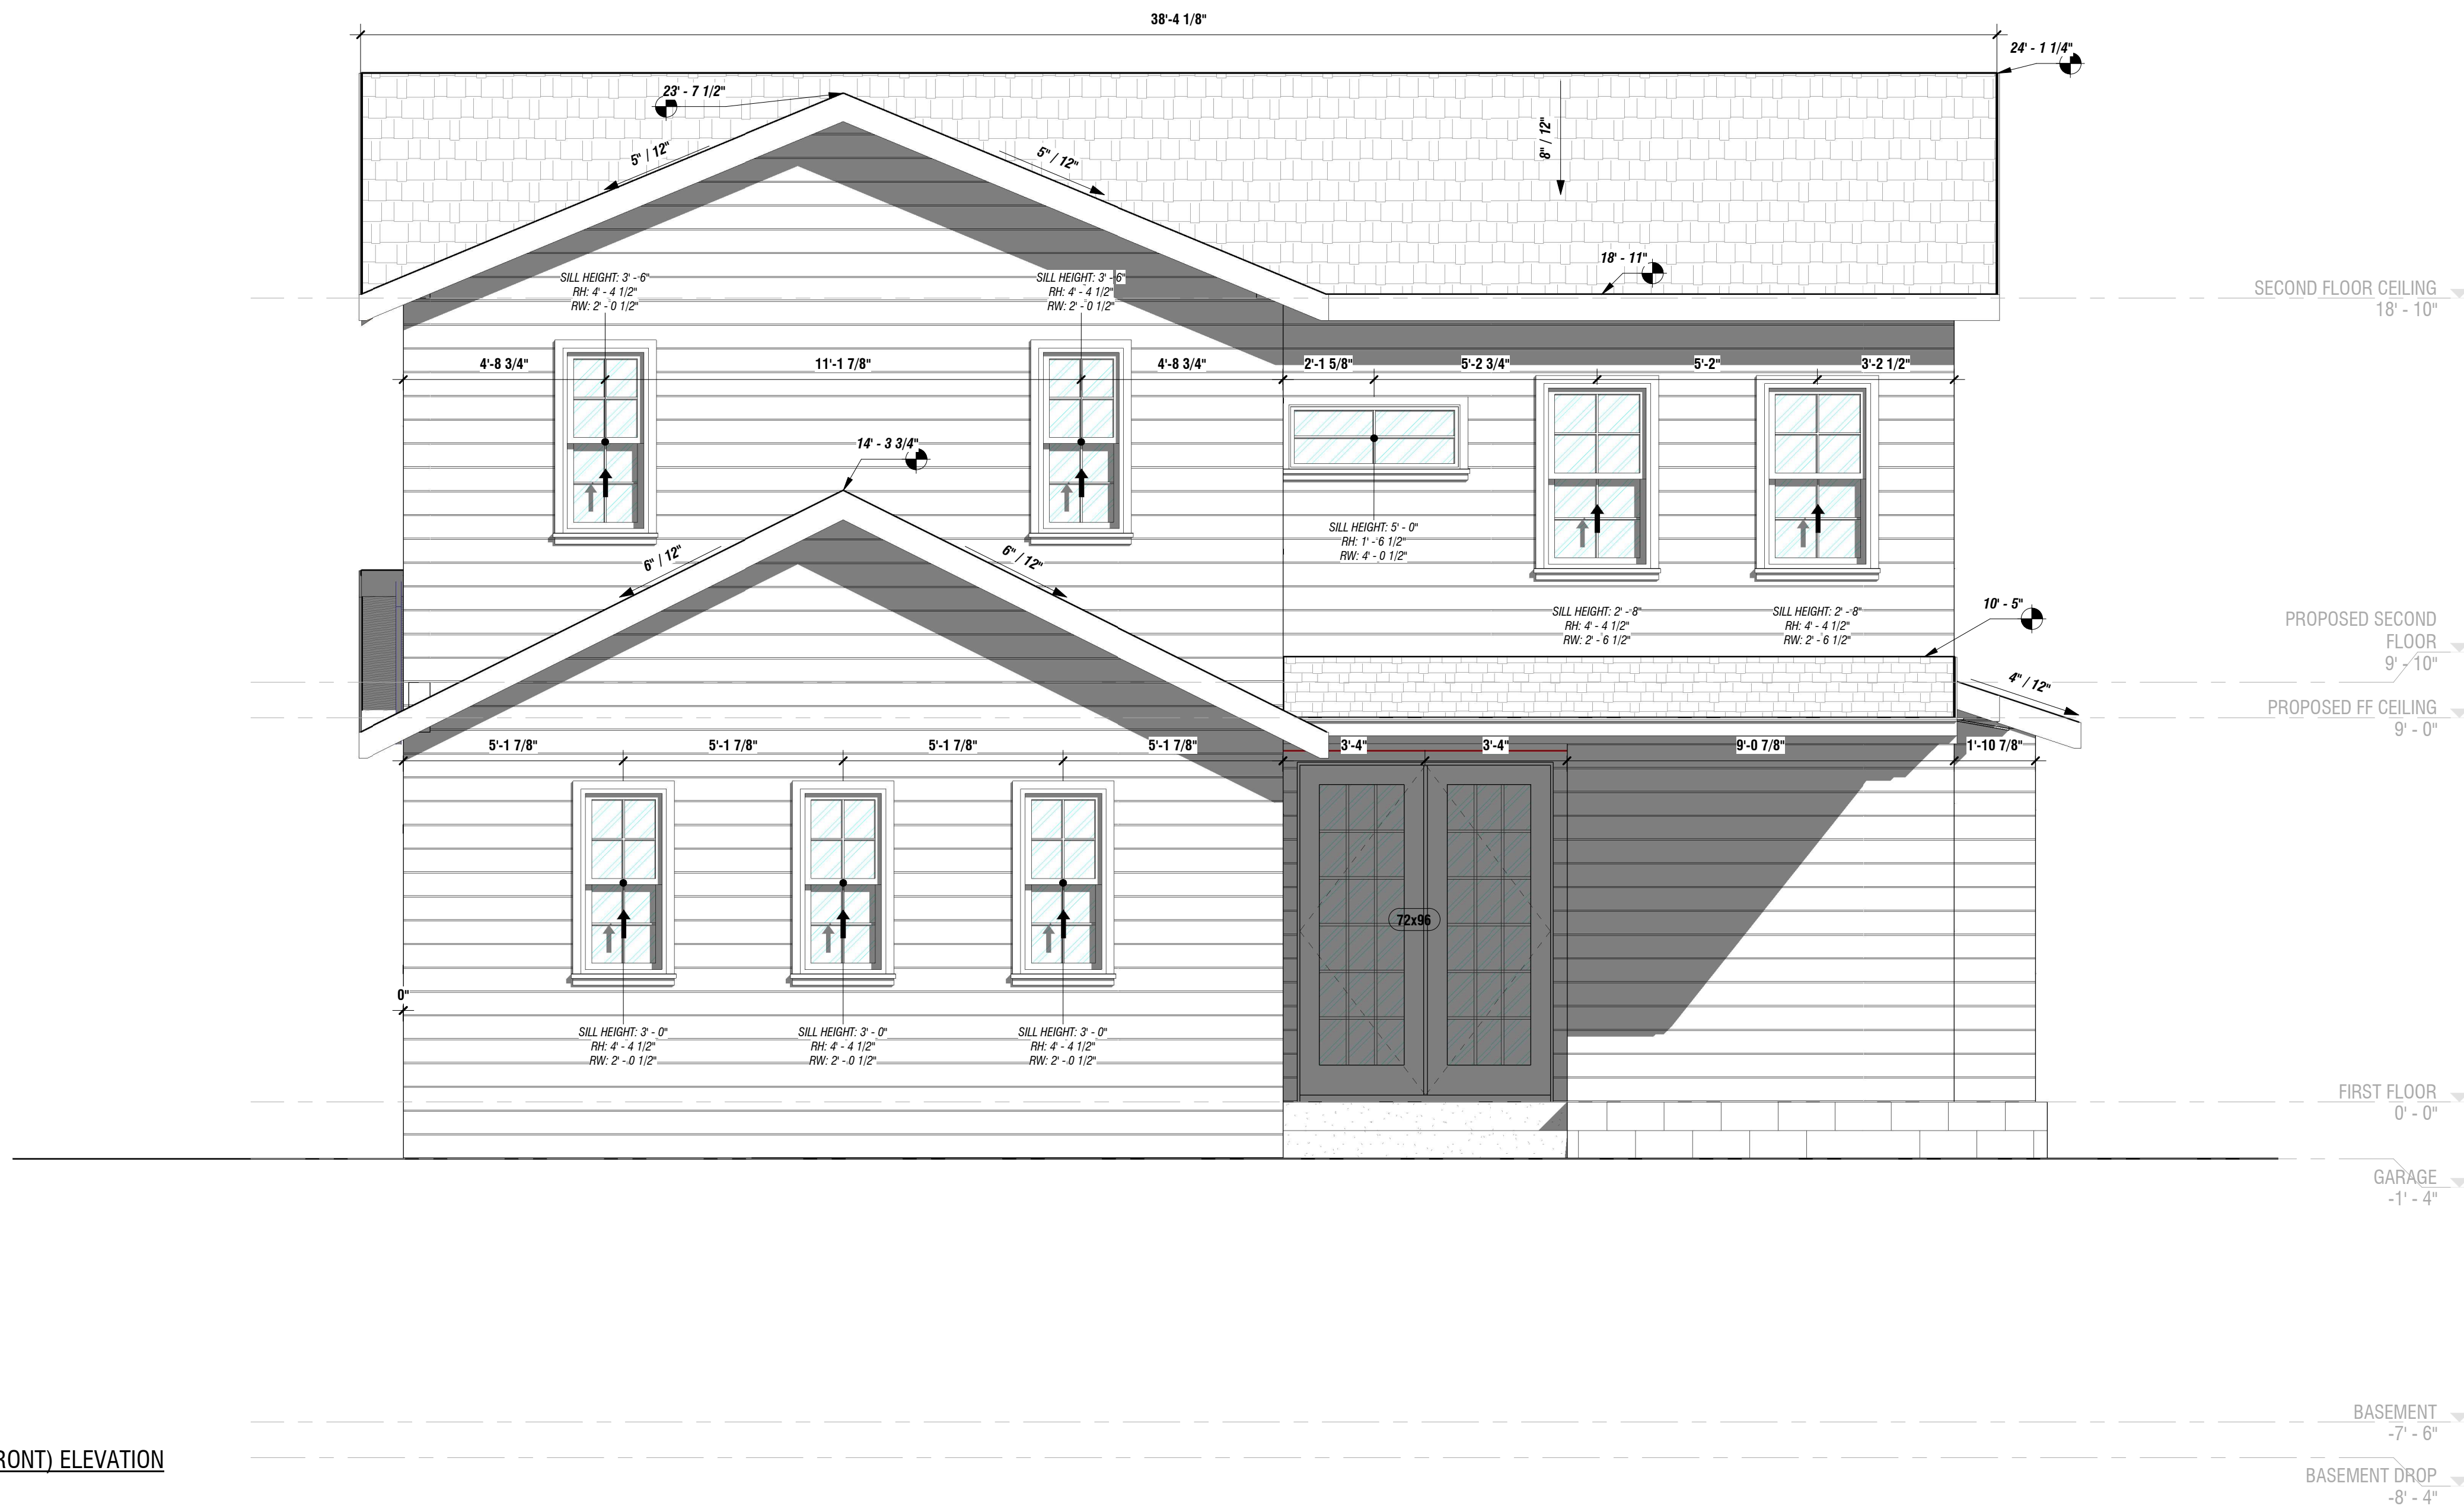 38'-4 1/8"
24' - 1 1/4"
23' - 7 1/2"
5" / 12"
5" / 12"
8" / 12"
18' - 11"
SECOND FLOOR CEILING
18' - 10"
SILL HEIGHT: 3' - 6"
RH: 4' - 4 1/2"
RW: 2' - 0 1/2"
SILL HEIGHT: 3' - 6"
RH: 4' - 4 1/2"
RW: 2' - 0 1/2"
4'-8 3/4"
11'-1 7/8"
4'-8 3/4"
2'-1 5/8"
5'-2 3/4"
5'-2"
3'-2 1/2"
14' - 3 3/4"
SILL HEIGHT: 5' - 0"
RH: 1' - 6 1/2"
RW: 4' - 0 1/2"
6" / 12"
6" / 12"
SILL HEIGHT: 2' - 8"
RH: 4' - 4 1/2"
RW: 2' - 6 1/2"
SILL HEIGHT: 2' - 8"
RH: 4' - 4 1/2"
RW: 2' - 6 1/2"
10' - 5"
PROPOSED SECOND
FLOOR
9' - 10"
4" / 12"
PROPOSED FF CEILING
9' - 0"
5'-1 7/8"
5'-1 7/8"
5'-1 7/8"
5'-1 7/8"
3'-4"
3'-4"
9'-0 7/8"
1'-10 7/8"
72x96
0"
SILL HEIGHT: 3' - 0"
RH: 4' - 4 1/2"
RW: 2' - 0 1/2"
SILL HEIGHT: 3' - 0"
RH: 4' - 4 1/2"
RW: 2' - 0 1/2"
SILL HEIGHT: 3' - 0"
RH: 4' - 4 1/2"
RW: 2' - 0 1/2"
FIRST FLOOR
0' - 0"
GARAGE
-1' - 4"
BASEMENT
-7' - 6"
RONT) ELEVATION
BASEMENT DROP
-8' - 4"